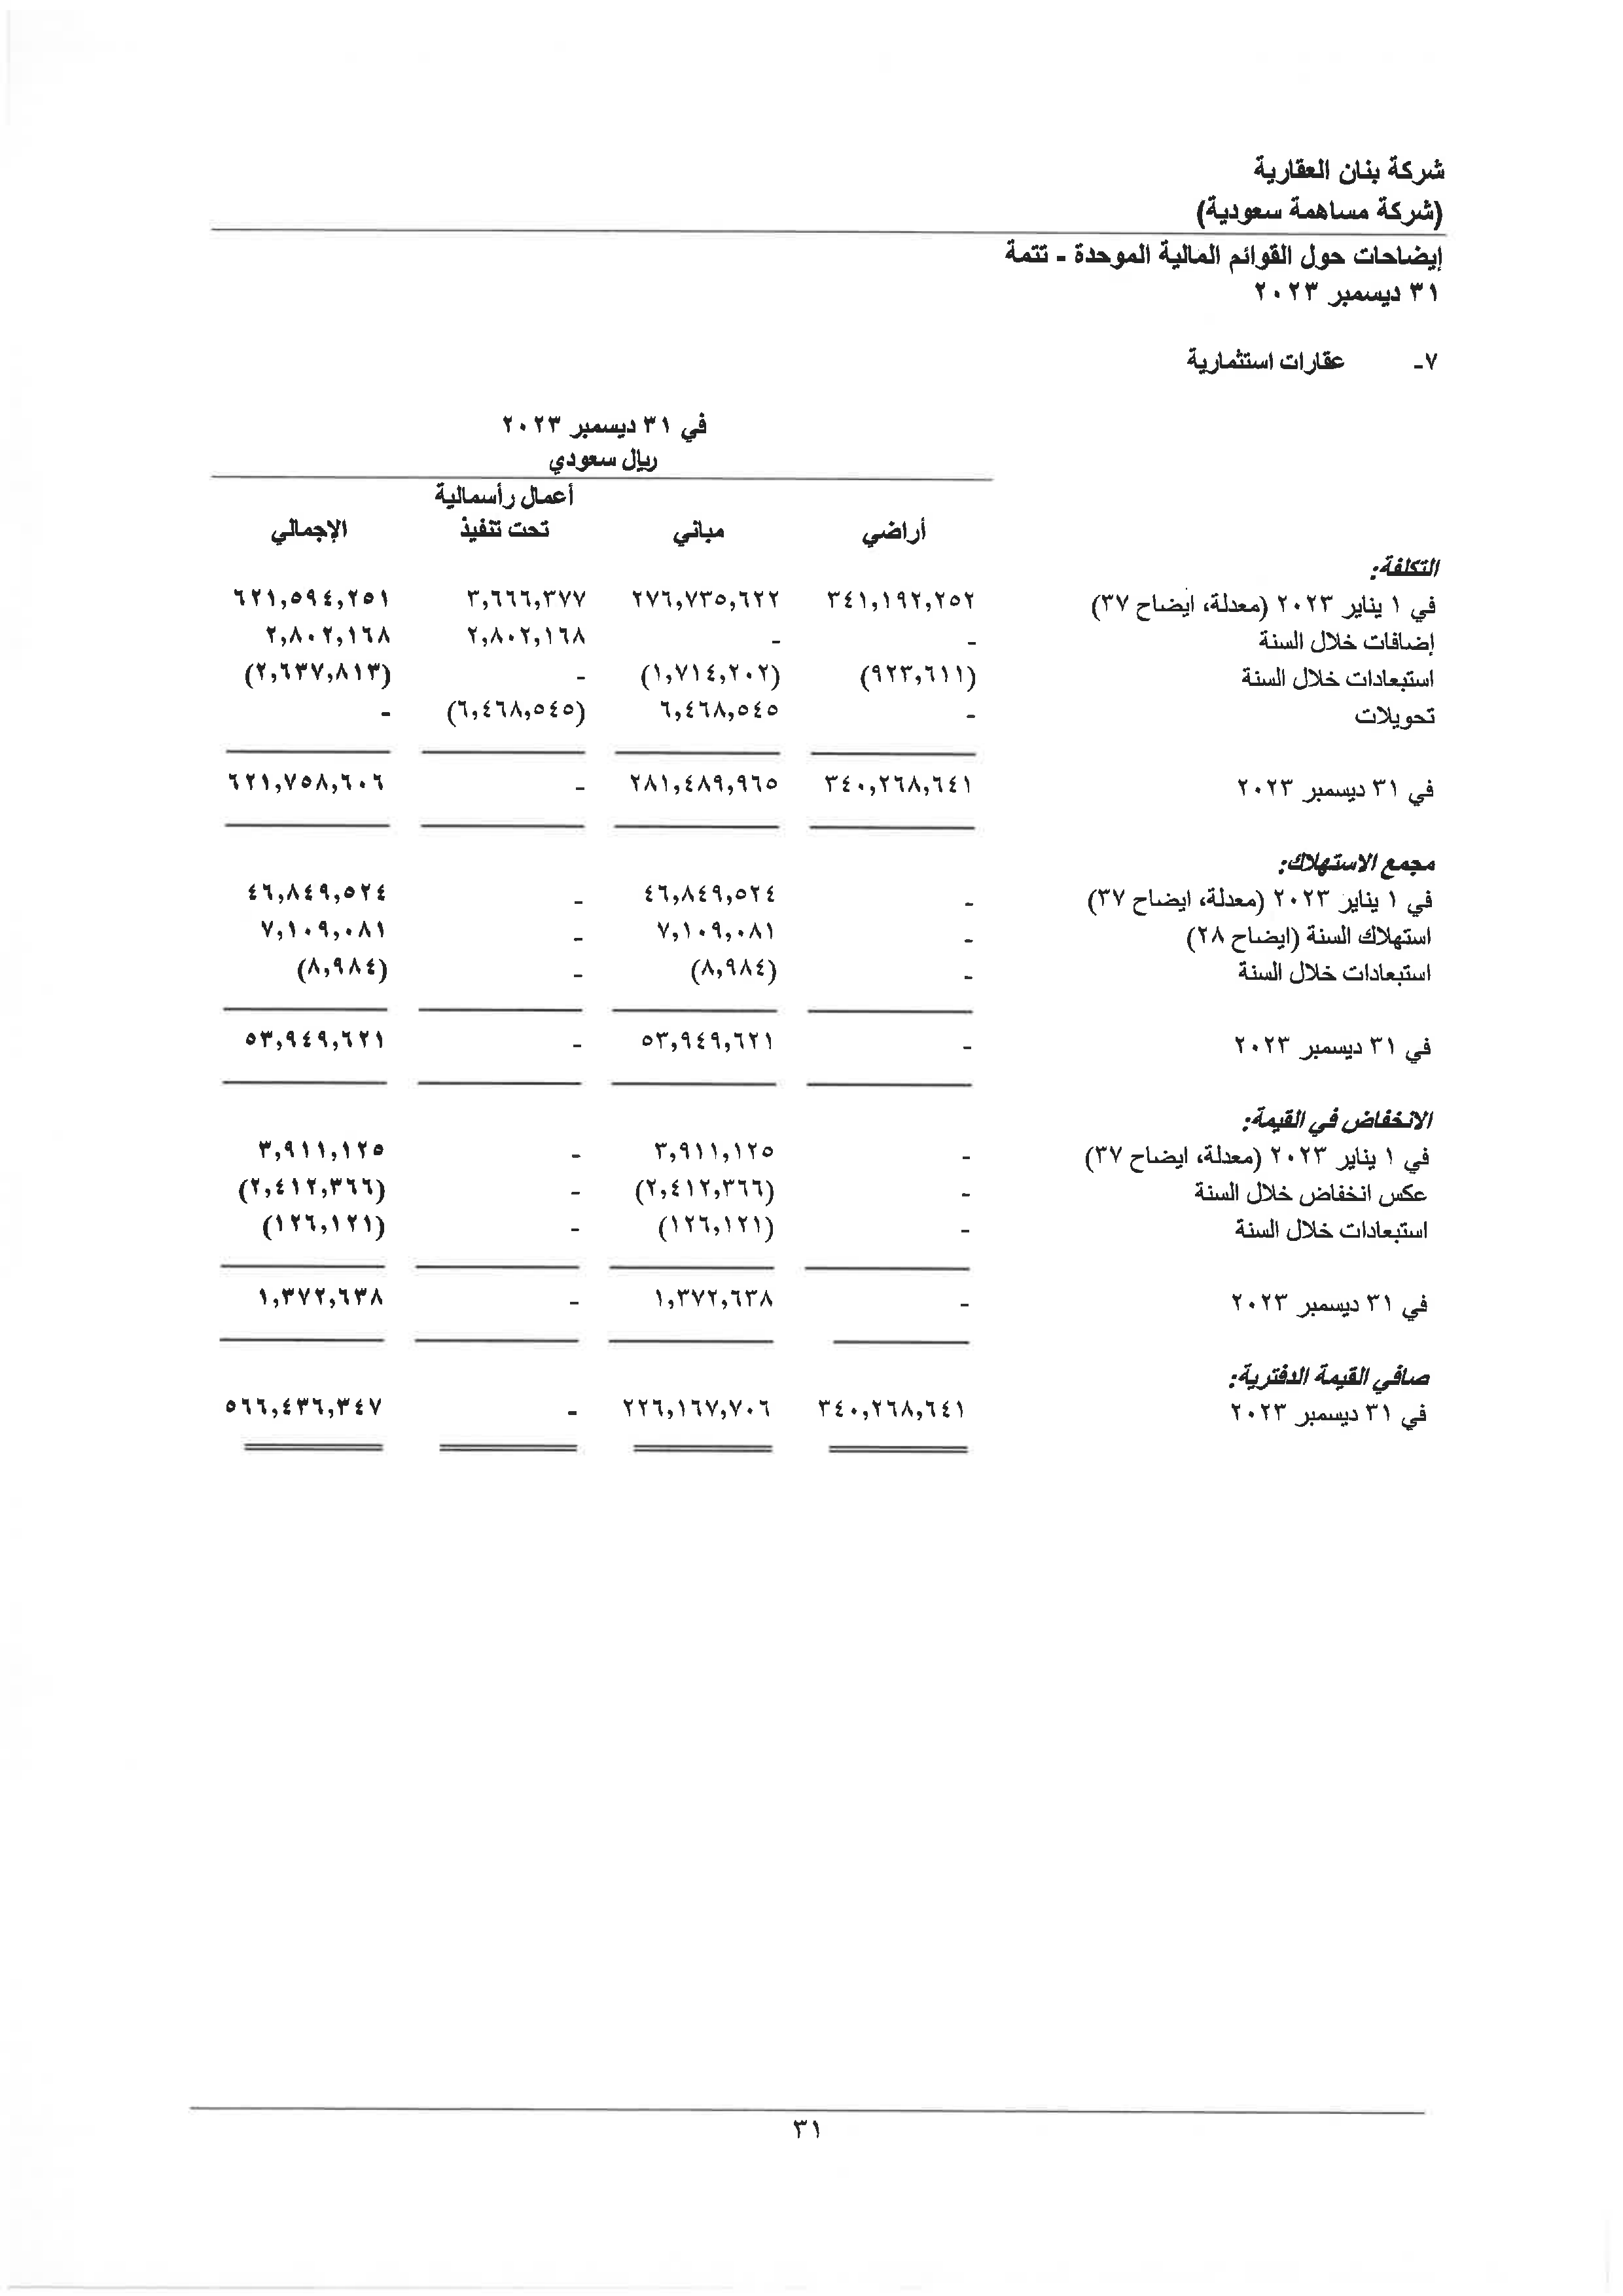 شركة بنان العقارية
(شركة مساهمة سعودية)
إيضاحات حول القوائم المالية الموحدة - تتمة
٣١ ديسمبر ٢٠٢٣
٧- عقارات استثمارية
في ٣١ ديسمبر ٢٠٢٣
ريال سعودي
أراضي مباني أعمال رأسمالية تحت تنفيذ الإجمالي
التكلفة:
في ١ يناير ٢٠٢٣ (معدلة، ايضاح ٣٧) ٣٤١,١٩٢,٢٥٢ ٢٧٦,٧٣٥,٦٢٢ ٣,٦٦٦,٣٧٧ ٦٢١,٥٩٤,٢٥١
إضافات خلال السنة - - ٢,٨٠٢,١٦٨ ٢,٨٠٢,١٦٨
استبعادات خلال السنة (٩٢٣,٦١١) (١,٧١٤,٢٠٢) - (٢,٦٣٧,٨١٣)
تحويلات - ٦,٤٦٨,٥٤٥ (٦,٤٦٨,٥٤٥) -
في ٣١ ديسمبر ٢٠٢٣ ٣٤٠,٢٦٨,٦٤١ ٢٨١,٤٨٩,٩٦٥ - ٦٢١,٧٥٨,٦٠٦
مجمع الاستهلاك:
في ١ يناير ٢٠٢٣ (معدلة، ايضاح ٣٧) - ٤٦,٨٤٩,٥٢٤ - ٤٦,٨٤٩,٥٢٤
استهلاك السنة (ايضاح ٢٨) - ٧,١٠٩,٠٨١ - ٧,١٠٩,٠٨١
استبعادات خلال السنة - (٨,٩٨٤) - (٨,٩٨٤)
في ٣١ ديسمبر ٢٠٢٣ - ٥٣,٩٤٩,٦٢١ - ٥٣,٩٤٩,٦٢١
الانخفاض في القيمة:
في ١ يناير ٢٠٢٣ (معدلة، ايضاح ٣٧) - ٣,٩١١,١٢٥ - ٣,٩١١,١٢٥
عكس انخفاض خلال السنة - (٢,٤١٢,٣٦٦) - (٢,٤١٢,٣٦٦)
استبعادات خلال السنة - (١٢٦,١٢١) - (١٢٦,١٢١)
في ٣١ ديسمبر ٢٠٢٣ - ١,٣٧٢,٦٣٨ - ١,٣٧٢,٦٣٨
صافي القيمة الدفترية:
في ٣١ ديسمبر ٢٠٢٣ ٣٤٠,٢٦٨,٦٤١ ٢٢٦,١٦٧,٧٠٦ - ٥٦٦,٤٣٦,٣٤٧
٣١